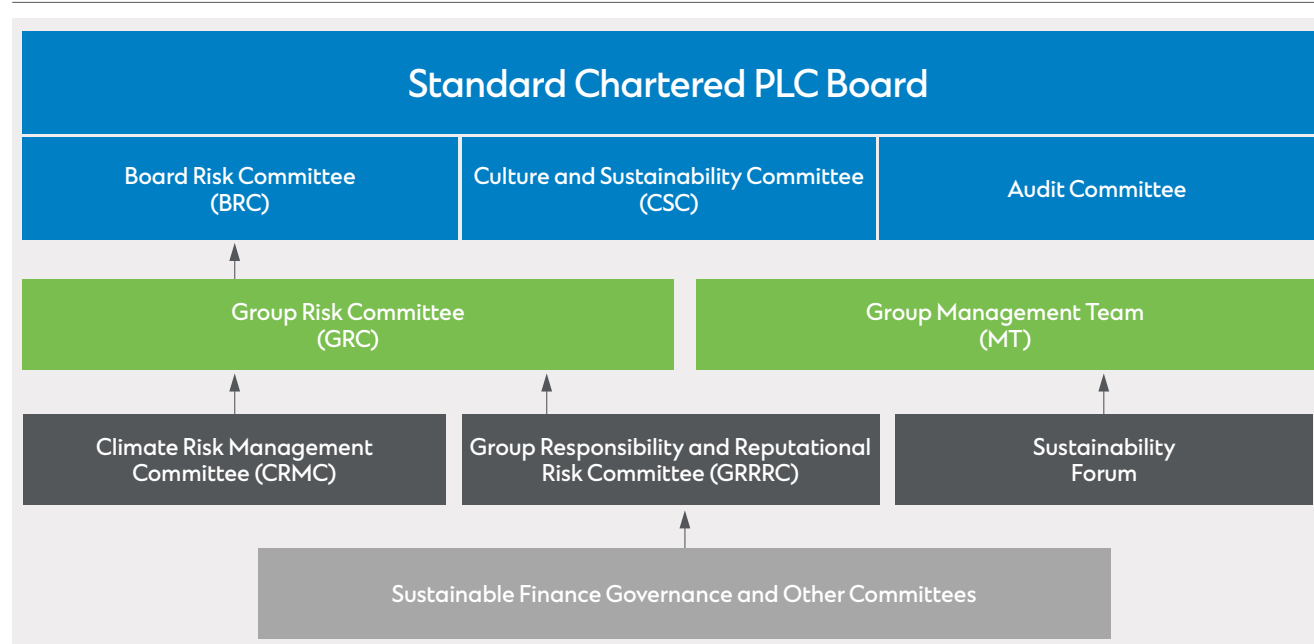 Standard Chartered PLC Board
Board Risk Committee
(BRC)
Culture and Sustainability Committee
(CSC)
Audit Committee
Group Risk Committee
(GRC)
Group Management Team
(MT)
Climate Risk Management
Committee (CRMC)
Group Responsibility and Reputational
Risk Committee (GRRRC)
Sustainability
Forum
Sustainable Finance Governance and Other Committees